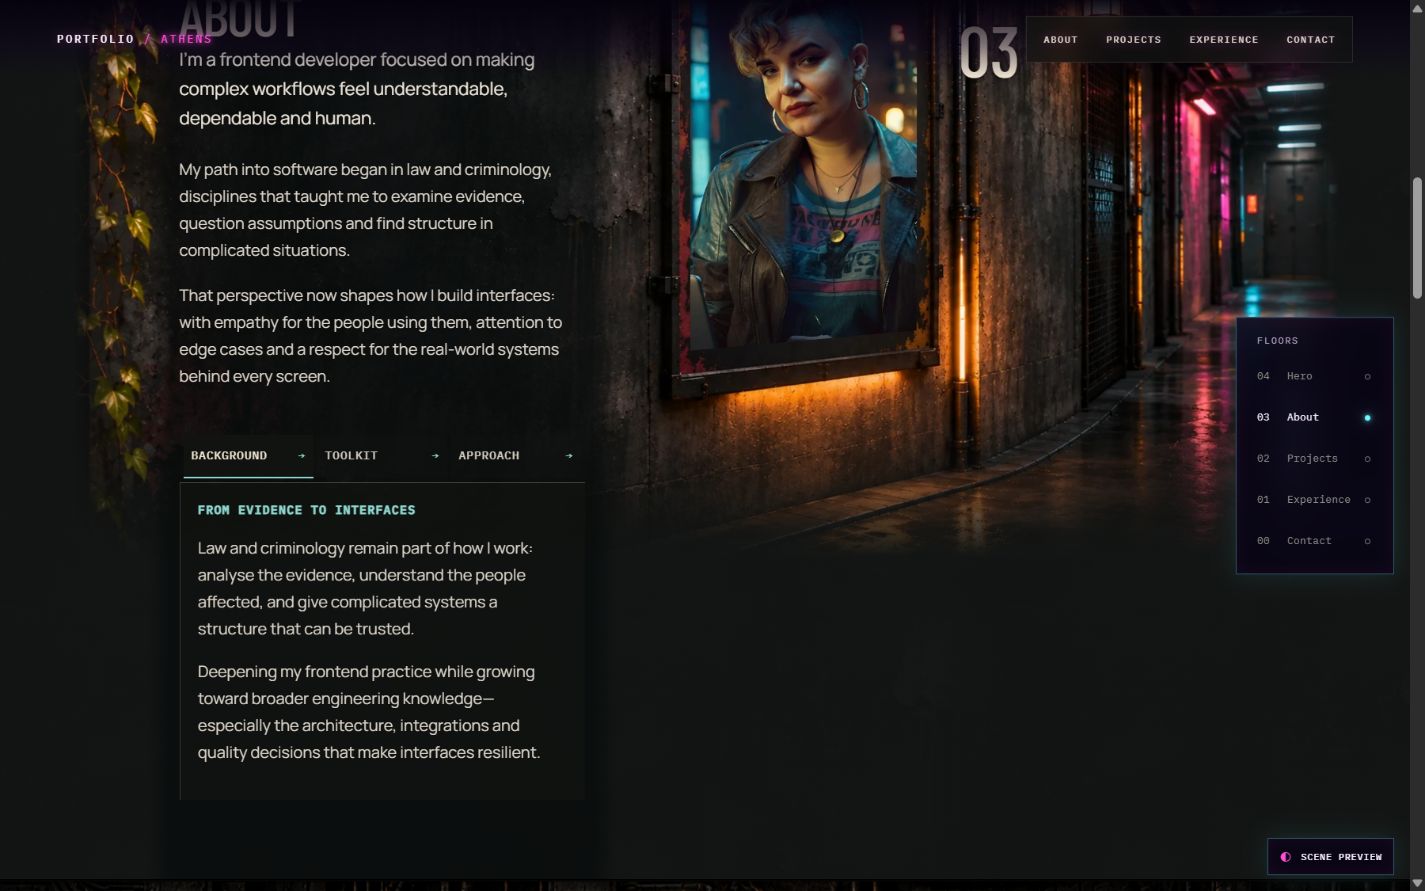 ABOUT
PORTFOLIO / ATHENS
03
ABOUT PROJECTS EXPERIENCE CONTACT
I'm a frontend developer focused on making
complex workflows feel understandable,
dependable and human.
My path into software began in law and criminology,
disciplines that taught me to examine evidence,
question assumptions and find structure in
complicated situations.
That perspective now shapes how I build interfaces:
with empathy for the people using them, attention to
edge cases and a respect for the real-world systems
behind every screen.
BACKGROUND → TOOLKIT → APPROACH →
FROM EVIDENCE TO INTERFACES
Law and criminology remain part of how I work:
analyse the evidence, understand the people
affected, and give complicated systems a
structure that can be trusted.
Deepening my frontend practice while growing
toward broader engineering knowledge—
especially the architecture, integrations and
quality decisions that make interfaces resilient.
FLOORS
04 Hero
03 About
02 Projects
01 Experience
00 Contact
SCENE PREVIEW